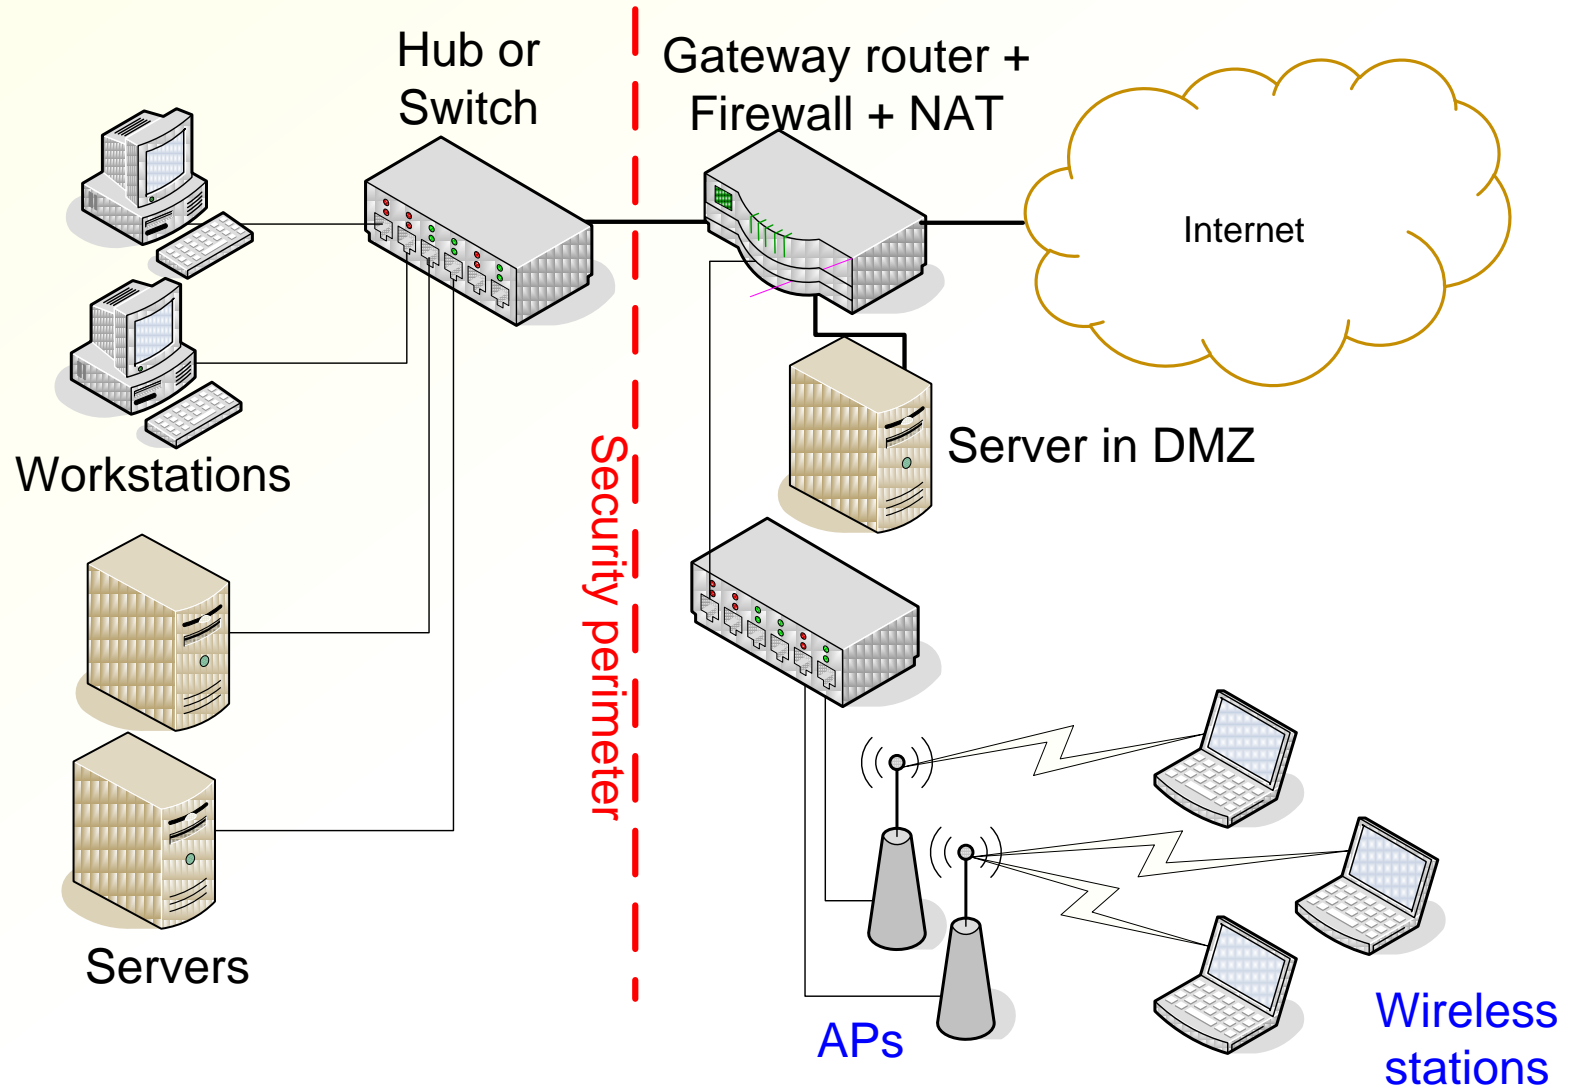 Hub or
Switch
Gateway router +
Firewall + NAT
Internet
Workstations
Security perimeter
Server in DMZ
Servers
APs
Wireless
stations